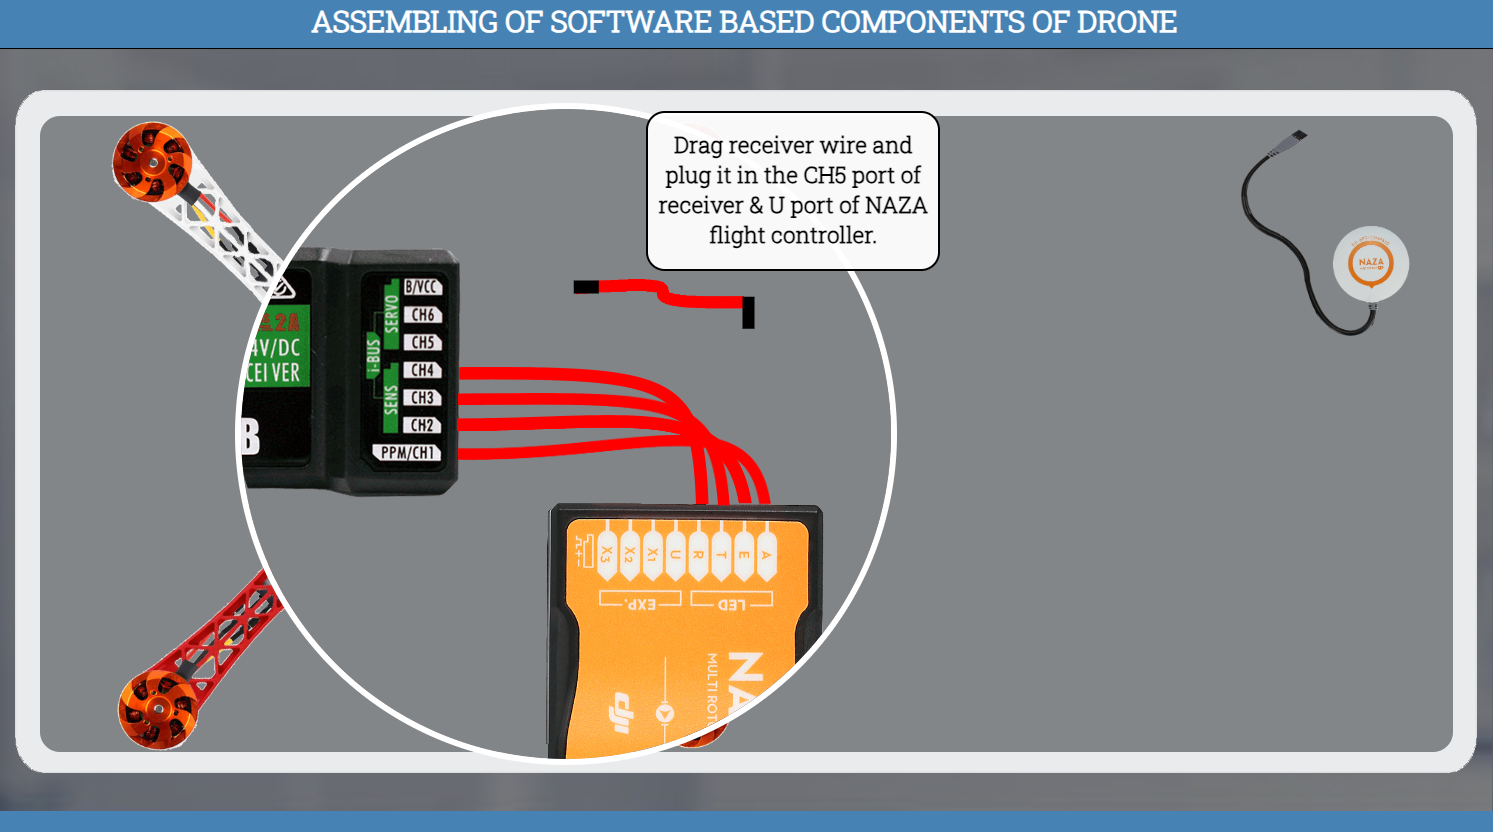 ASSEMBLING OF SOFTWARE BASED COMPONENTS OF DRONE
Drag receiver wire and
plug it in the CH5 port of
receiver & U port of NAZA
flight controller.
2A
4V/DC
CEIVER
B
SERVO
i-BUS
SENS
B/VCC
CH6
CH5
CH4
CH3
CH2
PPM/CH1
NAZA
X3
X2
X1
U
R
T
E
A
EXP.
LED
NA
MULTI ROT
dji